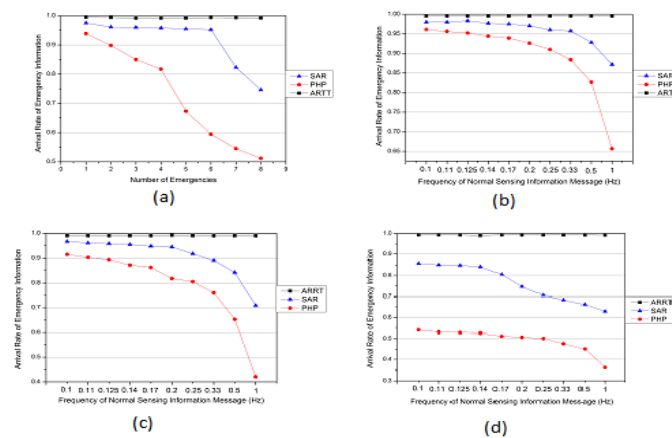 Arrival Rate of Emergency Information
1.0
0.9
0.8
0.7
0.6
0.5
0 1 2 3 4 5 6 7 8 9
Number of Emergencies
SAR
PHP
ARTT
(a)
Arrival Rate of Emergency Information
1.00
0.95
0.90
0.85
0.80
0.75
0.70
0.65
0.1 0.11 0.125 0.14 0.17 0.2 0.25 0.33 0.5 1
Frequency of Normal Sensing Information Message (Hz)
SAR
PHP
ARTT
(b)
Arrival Rate of Emergency Information
1.0
0.9
0.8
0.7
0.6
0.5
0.4
0.1 0.11 0.125 0.14 0.17 0.2 0.25 0.33 0.5 1
Frequency of Normal Sensing Information Message (Hz)
ARRT
SAR
PHP
(c)
Arrival Rate of Emergency Information
1.0
0.9
0.8
0.7
0.6
0.5
0.4
0.3
0.1 0.11 0.125 0.14 0.17 0.2 0.25 0.33 0.5 1
Frequency of Normal Sensing Information Message (Hz)
ARRT
SAR
PHP
(d)